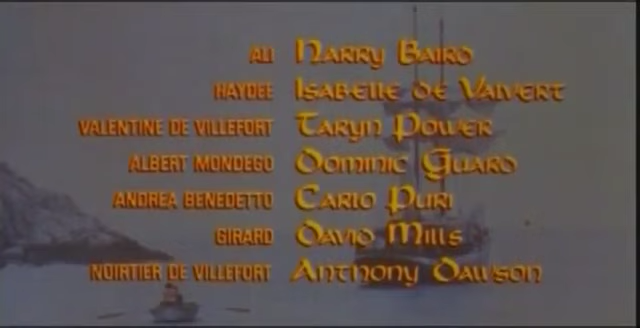 ALI Harry Baird
HAYDEE Isabelle de Valvert
VALENTINE DE VILLEFORT Taryn Power
ALBERT MONDEGO Dominic Guard
ANDREA BENEDETTO Carlo Puri
GIRARD David Mills
NOIRTIER DE VILLEFORT Anthony Dawson